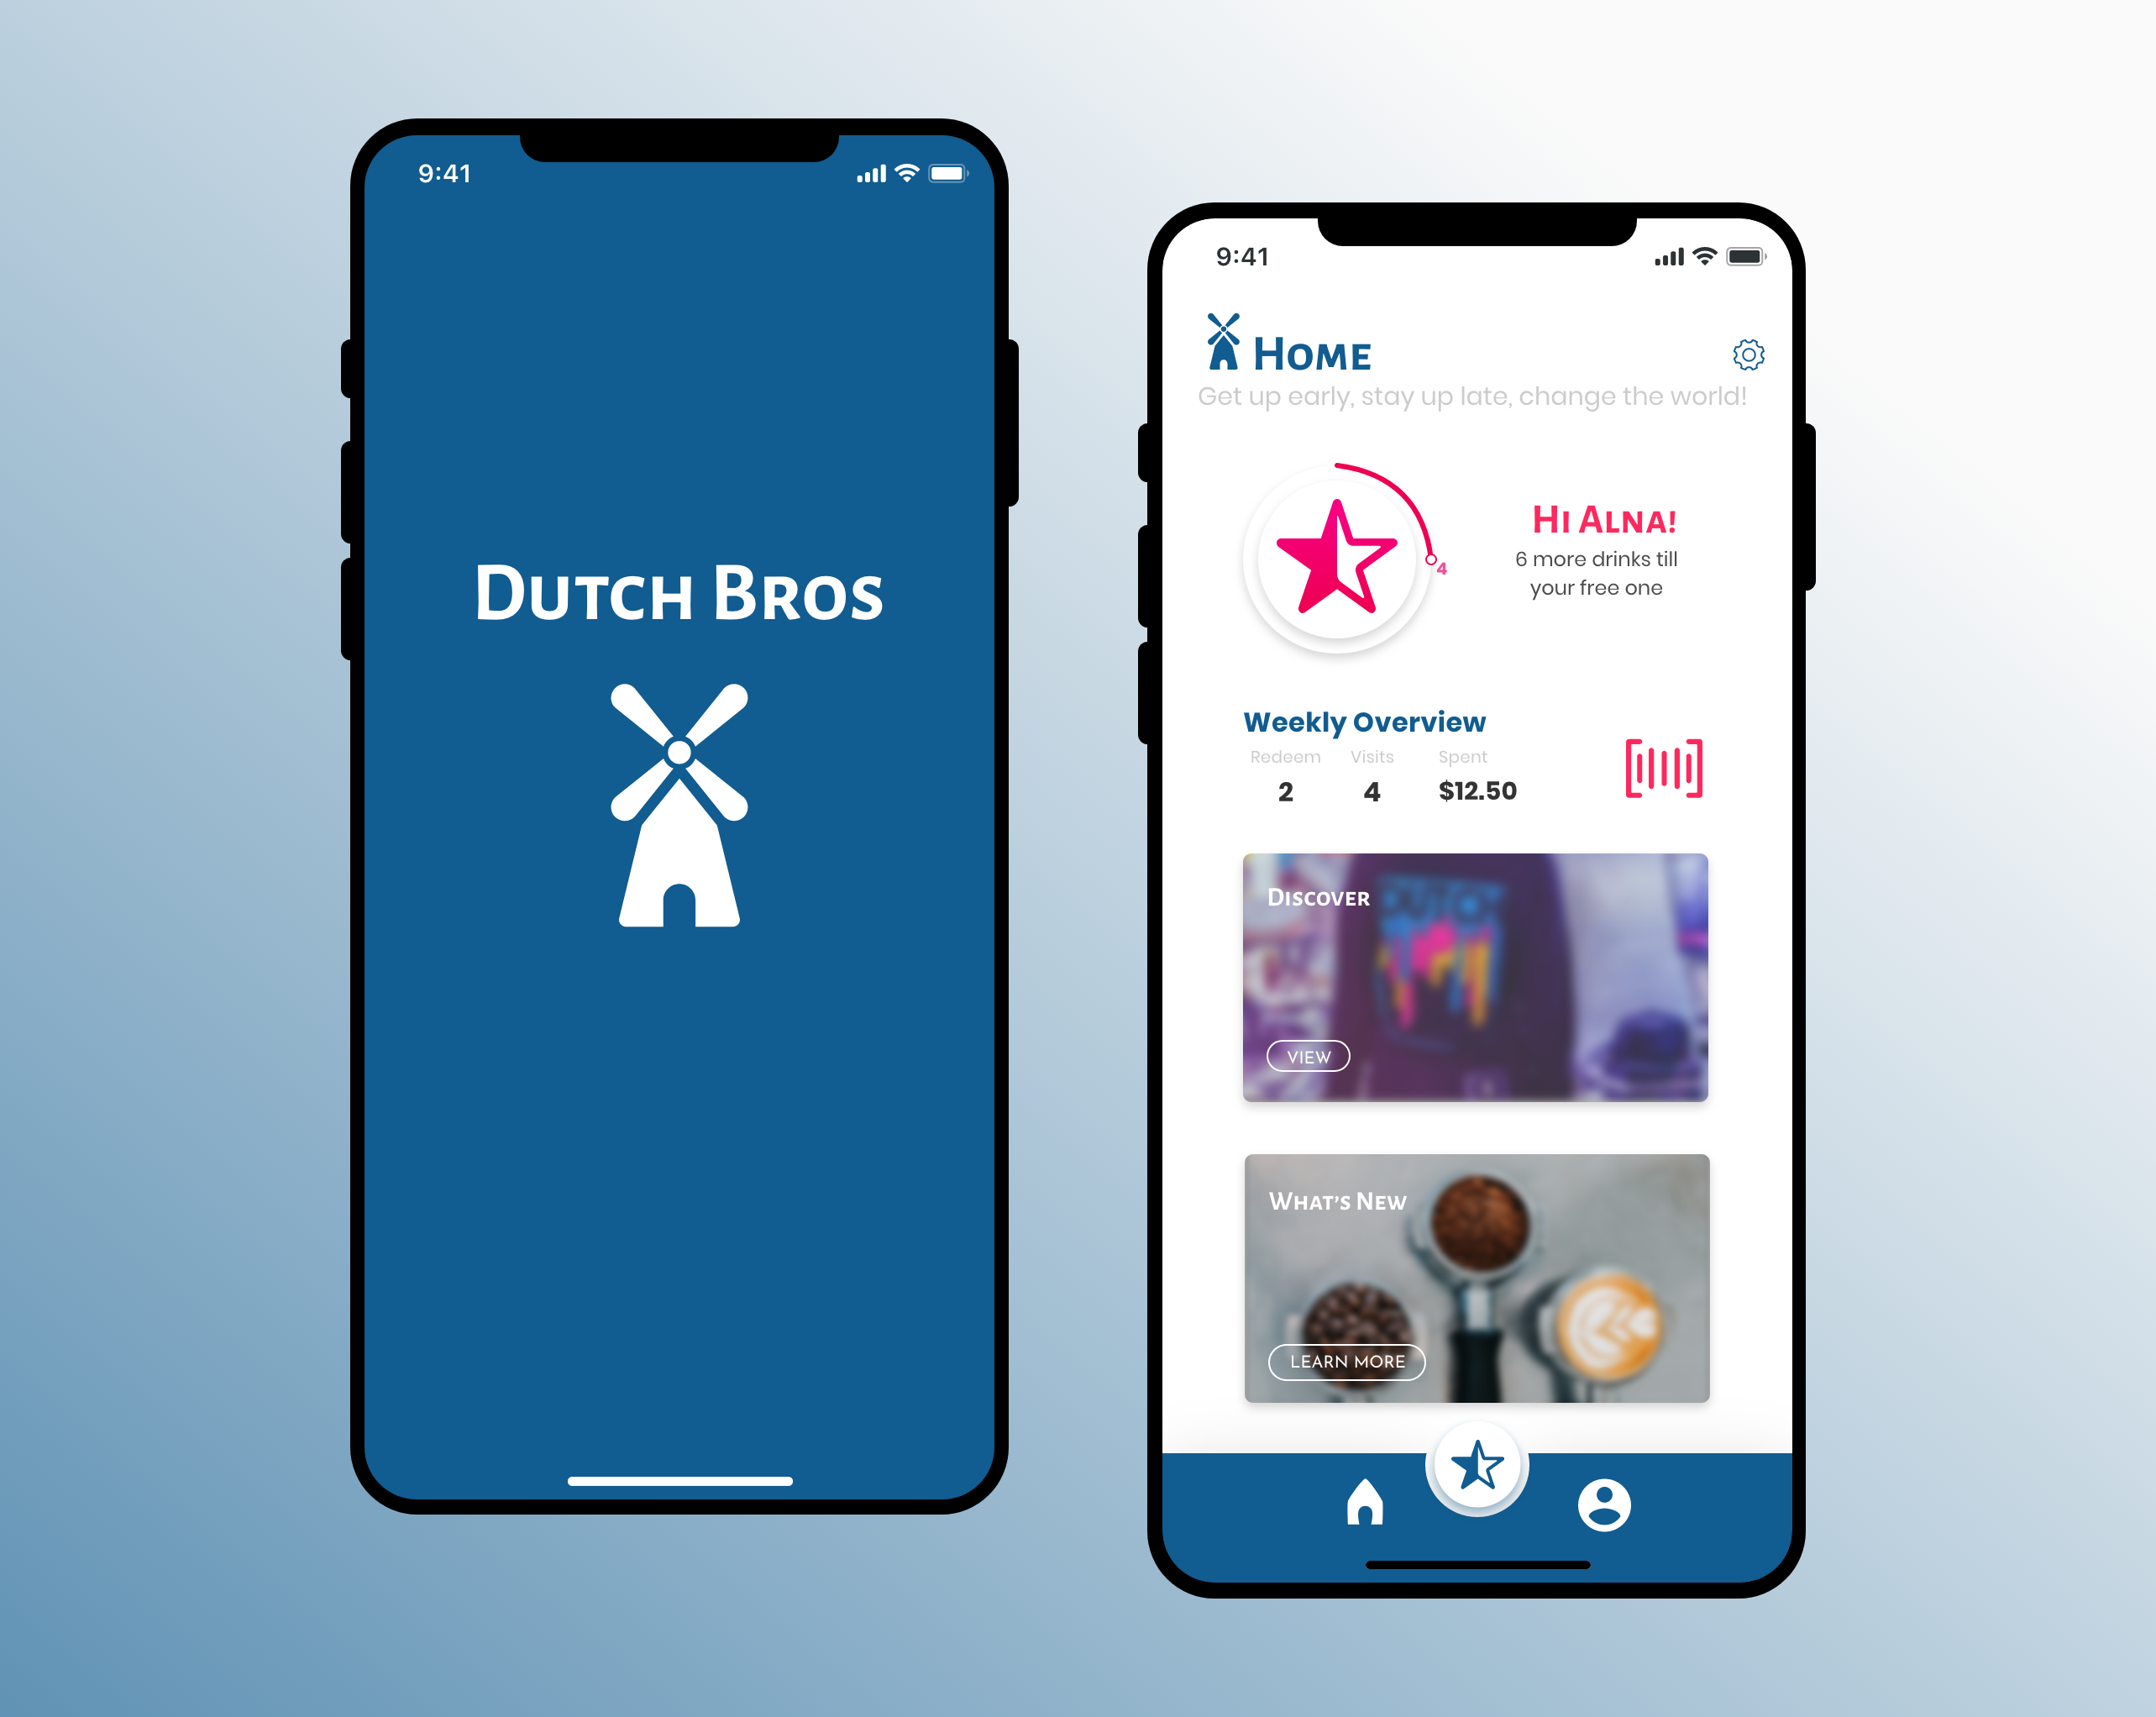 9:41
DUTCH BROS
9:41
HOME
Get up early, stay up late, change the world!
4
HI ALNA!
6 more drinks till
your free one
Weekly Overview
Redeem Visits Spent
2 4 $12.50
DISCOVER
VIEW
WHAT'S NEW
LEARN MORE